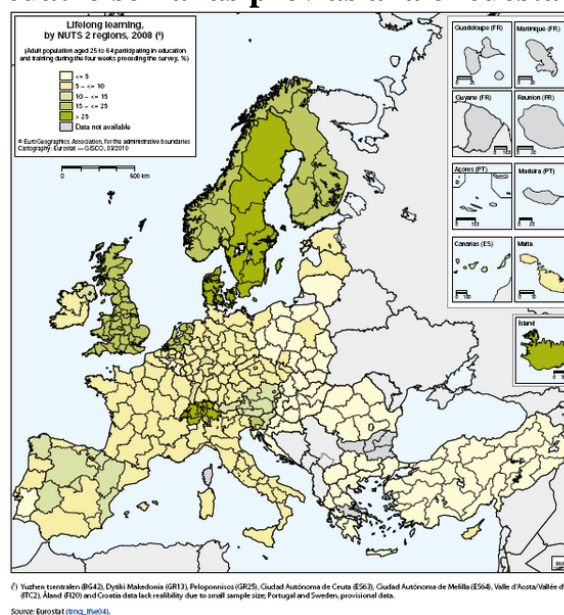 Lifelong learning,
by NUTS 2 regions, 2008 (¹)
(Adult population aged 25 to 64 participating in education
and training during the four weeks preceding the survey, %)
<= 5
5 – <= 10
10 – <= 15
15 – <= 25
> 25
Data not available
© EuroGeographics Association, for the administrative boundaries
Cartography: Eurostat — GISCO, 03/2010
0 600 km
Guadeloupe (FR)
Martinique (FR)
Guyane (FR)
Reunion (FR)
Açores (PT)
Madeira (PT)
Canarias (ES)
Malta
Island
(¹) Yuzhen tsentralen (BG42), Dytiki Makedonia (GR13), Peloponnisos (GR25), Ciudad Autónoma de Ceuta (ES63), Ciudad Autónoma de Melilla (ES64), Valle d'Aosta/Vallée d'
(ITC2), Åland (FI20) and Croatia data lack realibility due to small sample size; Portugal and Sweden, provisional data.
Source: Eurostat (trng_lfse04).